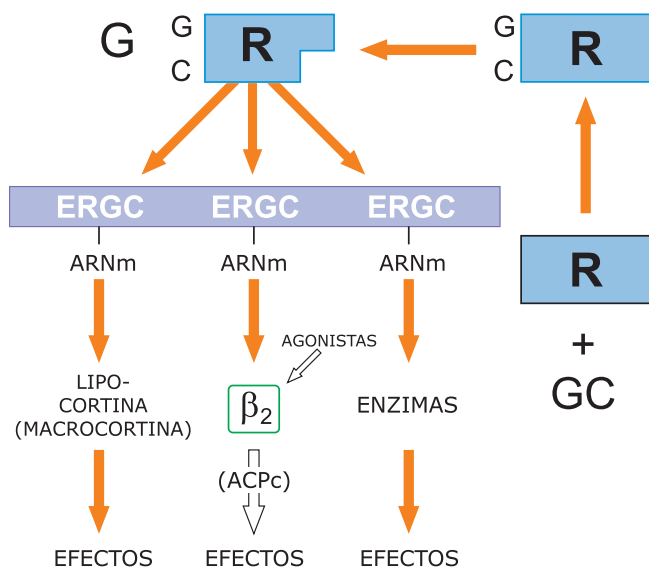 G
G
C
R
G
C
R
ERGC ERGC ERGC
ARNm ARNm ARNm
R
+
GC
AGONISTAS
LIPO-
CORTINA
(MACROCORTINA)
β2
ENZIMAS
(ACPc)
EFECTOS EFECTOS EFECTOS